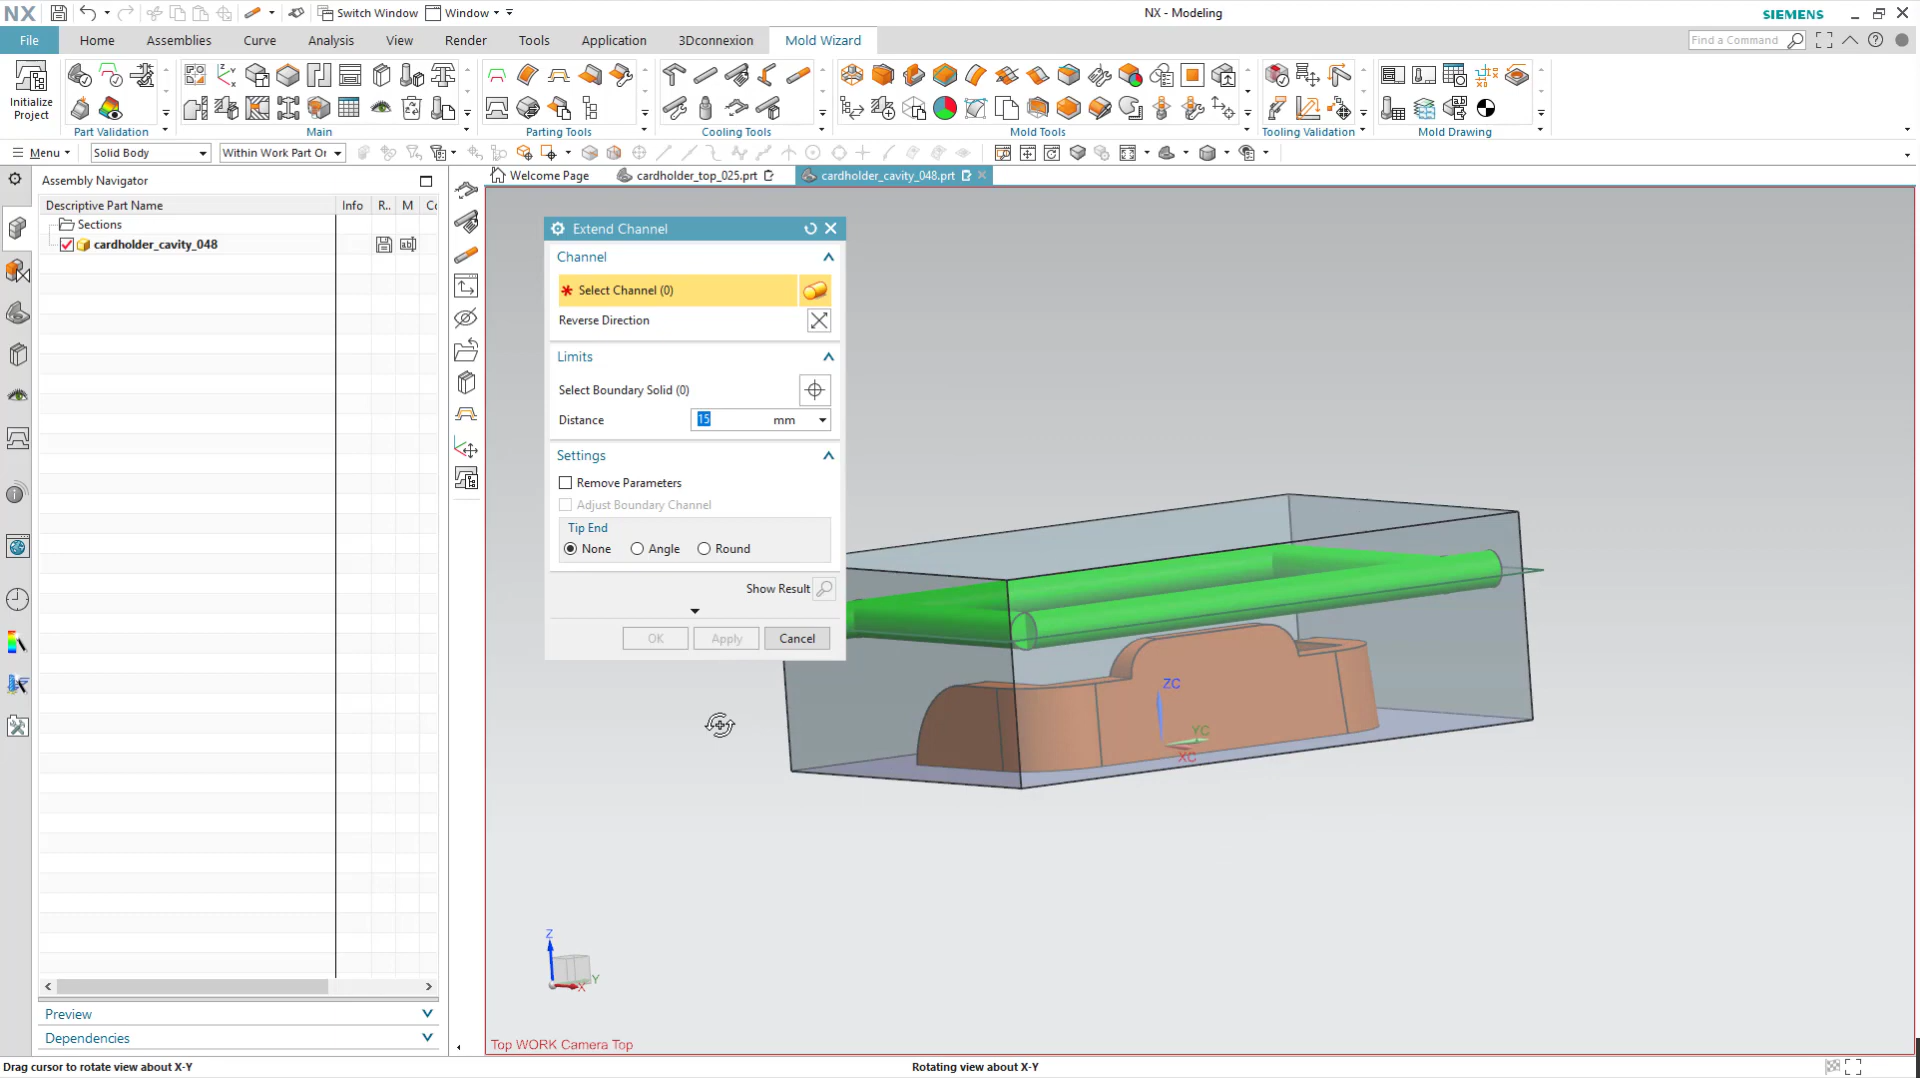 NX
Switch Window
Window
NX - Modeling
SIEMENS
File
Home
Assemblies
Curve
Analysis
View
Render
Tools
Application
3Dconnexion
Mold Wizard
Find a Command
Initialize
Project
Part Validation
Main
Parting Tools
Cooling Tools
Mold Tools
Tooling Validation
Mold Drawing
Menu
Solid Body
Within Work Part Or
Assembly Navigator
Welcome Page
cardholder_top_025.prt
cardholder_cavity_048.prt
Descriptive Part Name
Info
R..
M
Sections
cardholder_cavity_048
Extend Channel
Channel
* Select Channel (0)
Reverse Direction
Limits
Select Boundary Solid (0)
Distance
15
mm
Settings
Remove Parameters
Adjust Boundary Channel
Tip End
None
Angle
Round
Show Result
OK
Apply
Cancel
ZC
YC
XC
Z
Y
X
Preview
Dependencies
Top WORK Camera Top
Drag cursor to rotate view about X-Y
Rotating view about X-Y